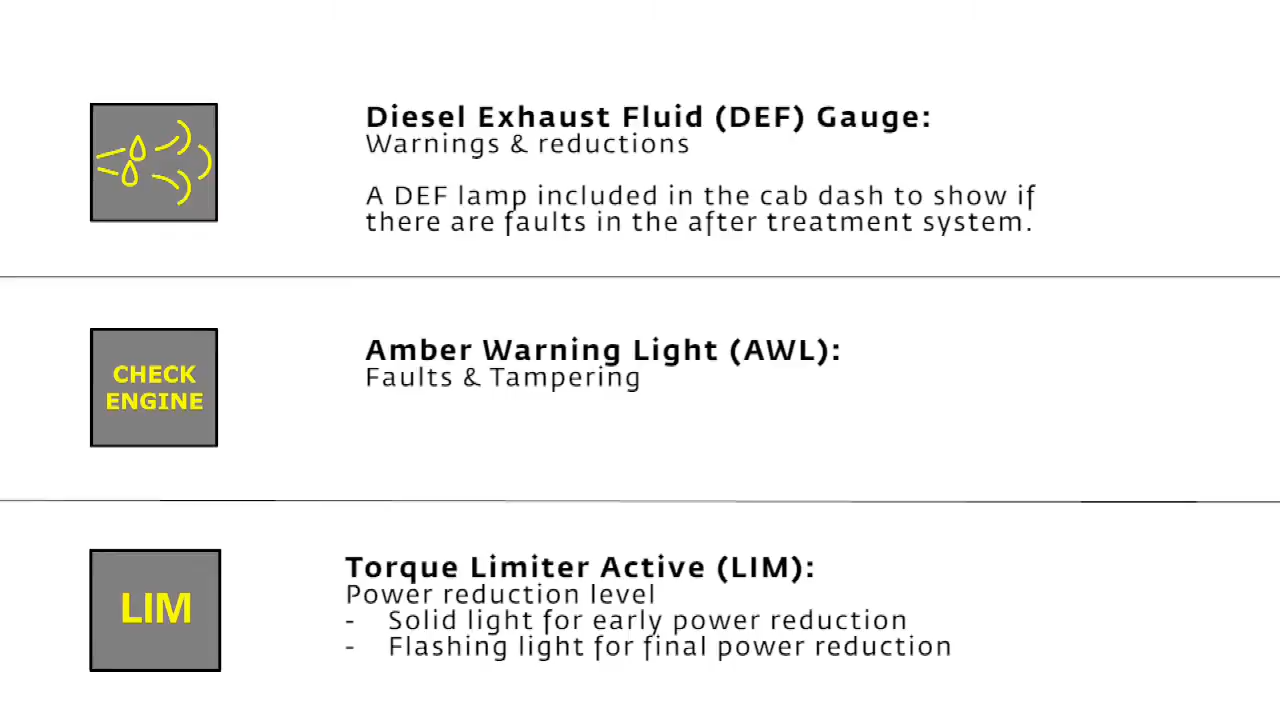 Diesel Exhaust Fluid (DEF) Gauge:
Warnings & reductions
A DEF lamp included in the cab dash to show if
there are faults in the after treatment system.
CHECK
ENGINE
Amber Warning Light (AWL):
Faults & Tampering
LIM
Torque Limiter Active (LIM):
Power reduction level
- Solid light for early power reduction
- Flashing light for final power reduction